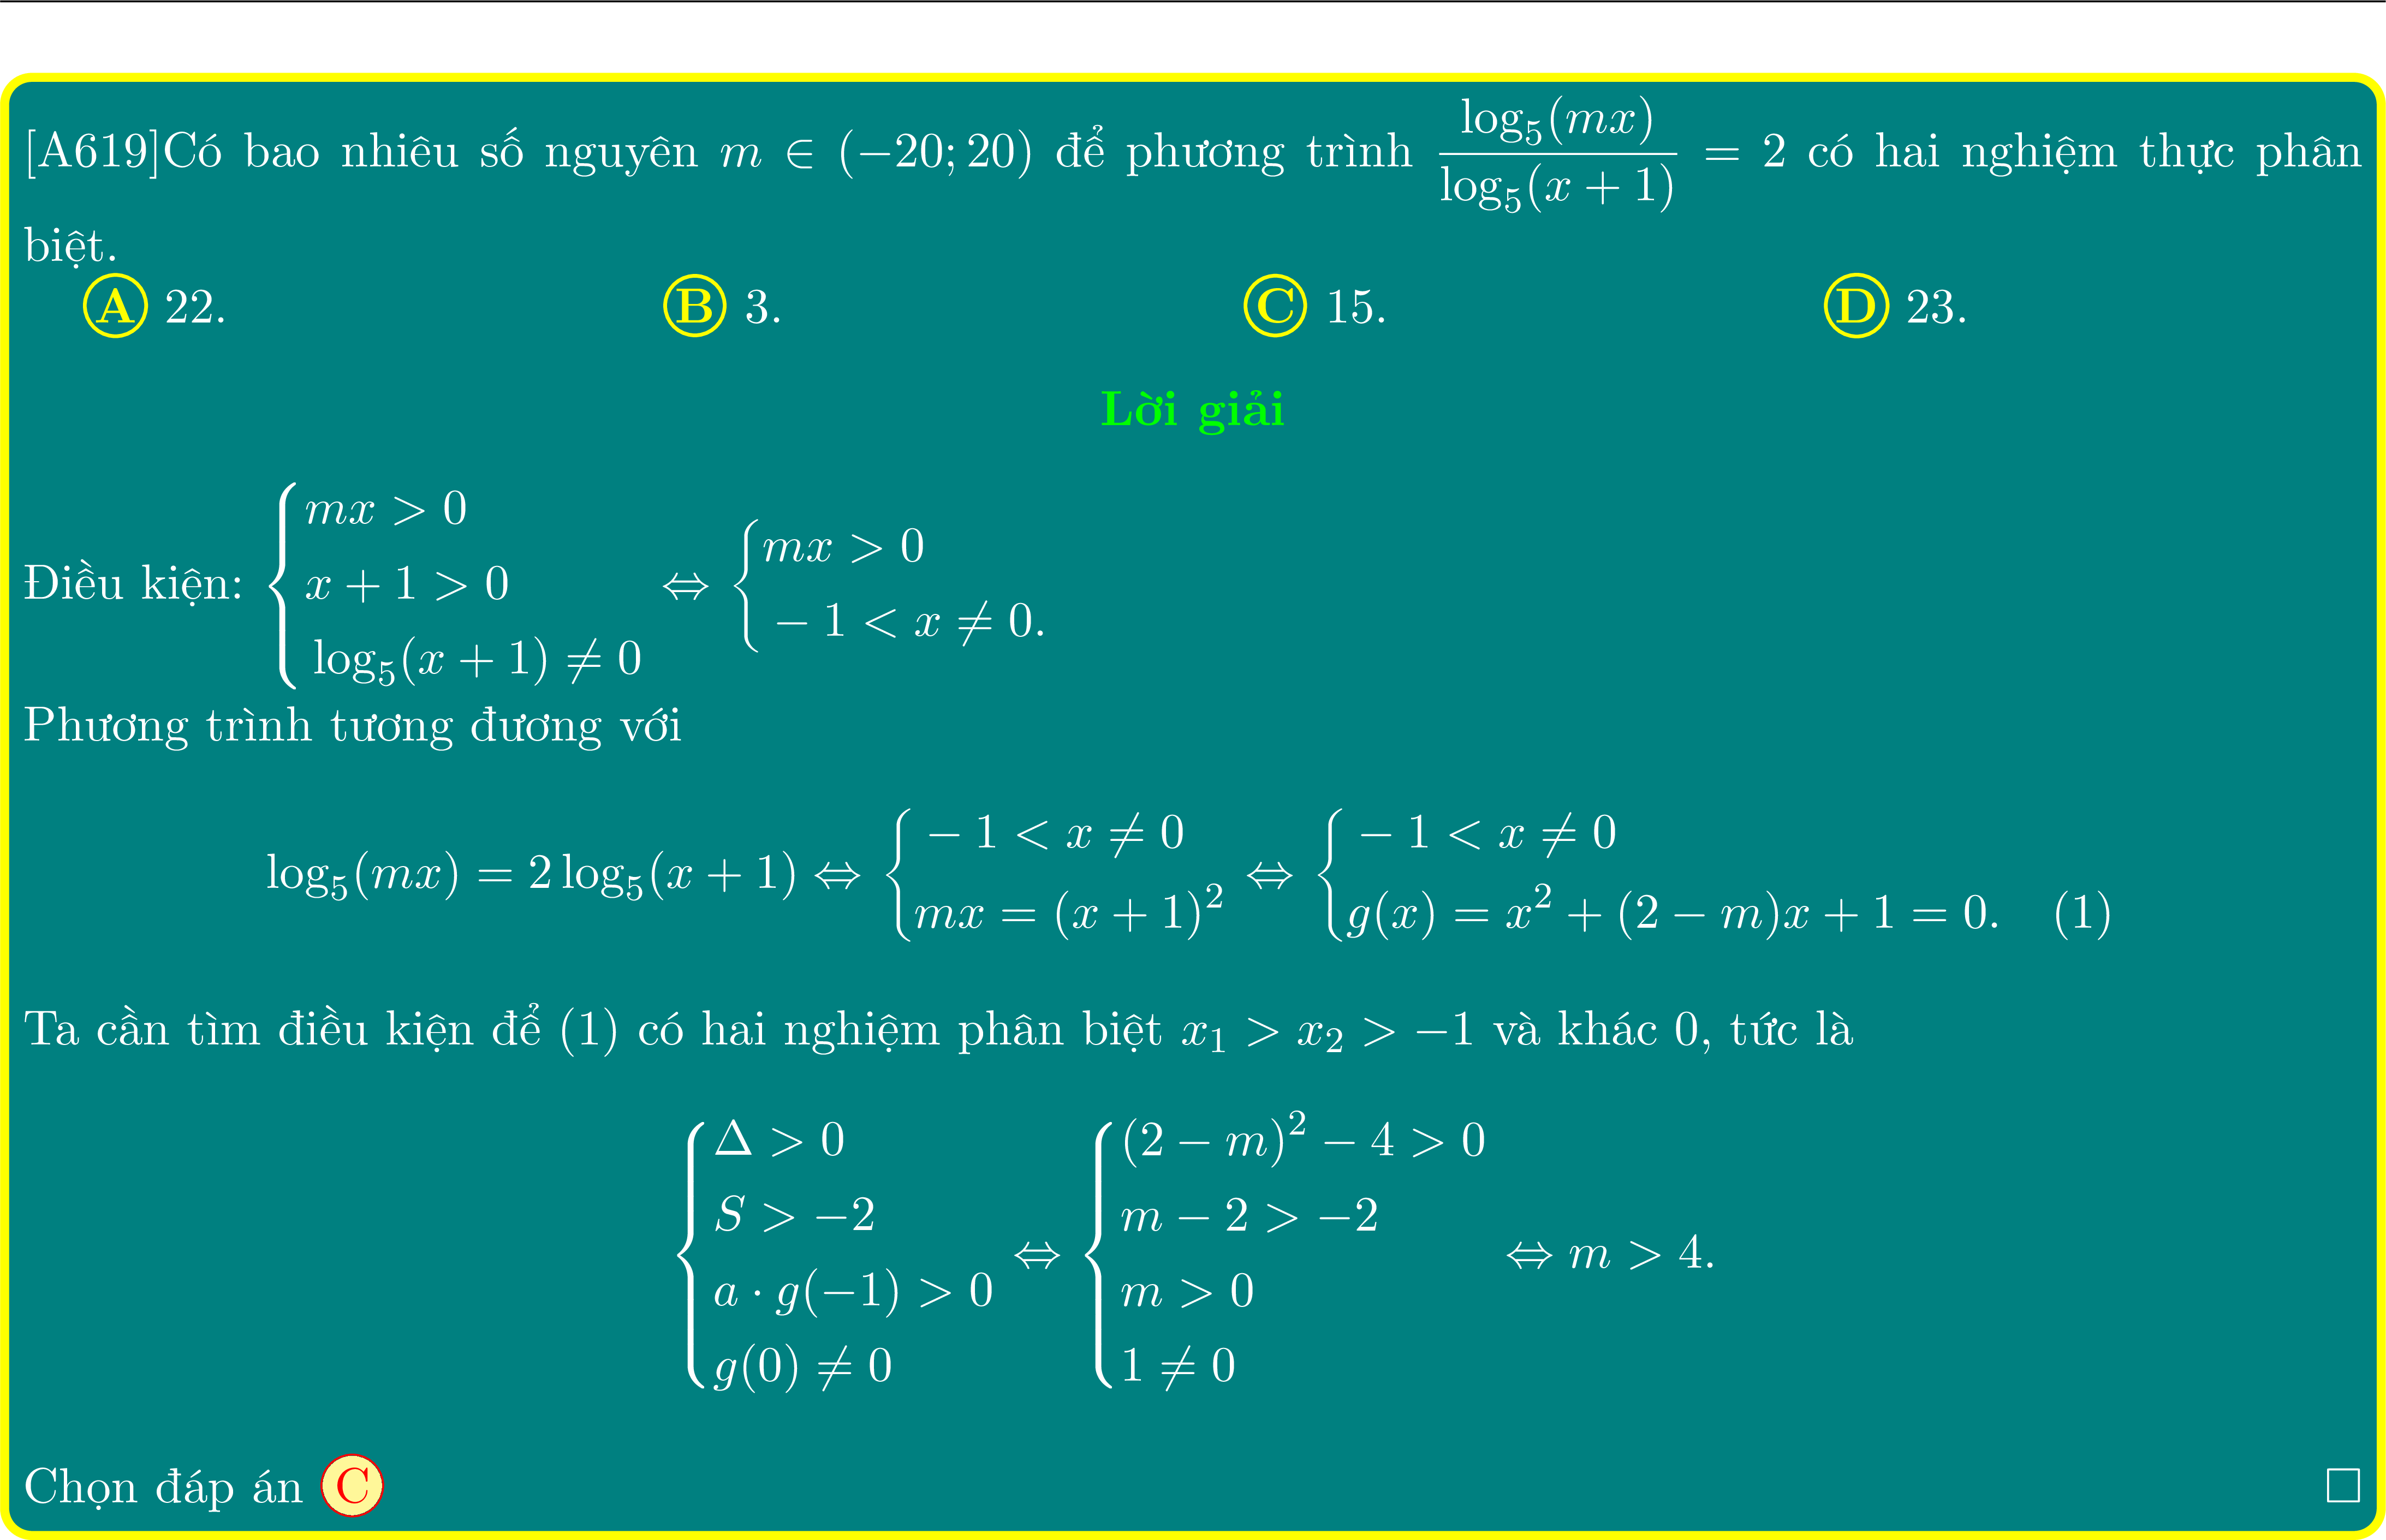 [A619]Có bao nhiêu số nguyên $m \in (-20; 20)$ để phương trình $\dfrac{\log_5(mx)}{\log_5(x+1)} = 2$ có hai nghiệm thực phân
biệt.
Ⓐ 22. Ⓑ 3. Ⓒ 15. Ⓓ 23.
Lời giải
Điều kiện: $\begin{cases} mx > 0 \\ x + 1 > 0 \\ \log_5(x+1) \neq 0 \end{cases} \Leftrightarrow \begin{cases} mx > 0 \\ -1 < x \neq 0. \end{cases}$
Phương trình tương đương với
$\log_5(mx) = 2\log_5(x+1) \Leftrightarrow \begin{cases} -1 < x \neq 0 \\ mx = (x+1)^2 \end{cases} \Leftrightarrow \begin{cases} -1 < x \neq 0 \\ g(x) = x^2 + (2-m)x + 1 = 0. \quad (1) \end{cases}$
Ta cần tìm điều kiện để (1) có hai nghiệm phân biệt $x_1 > x_2 > -1$ và khác 0, tức là
$\begin{cases} \Delta > 0 \\ S > -2 \\ a \cdot g(-1) > 0 \\ g(0) \neq 0 \end{cases} \Leftrightarrow \begin{cases} (2-m)^2 - 4 > 0 \\ m - 2 > -2 \\ m > 0 \\ 1 \neq 0 \end{cases} \Leftrightarrow m > 4.$
Chọn đáp án Ⓒ □